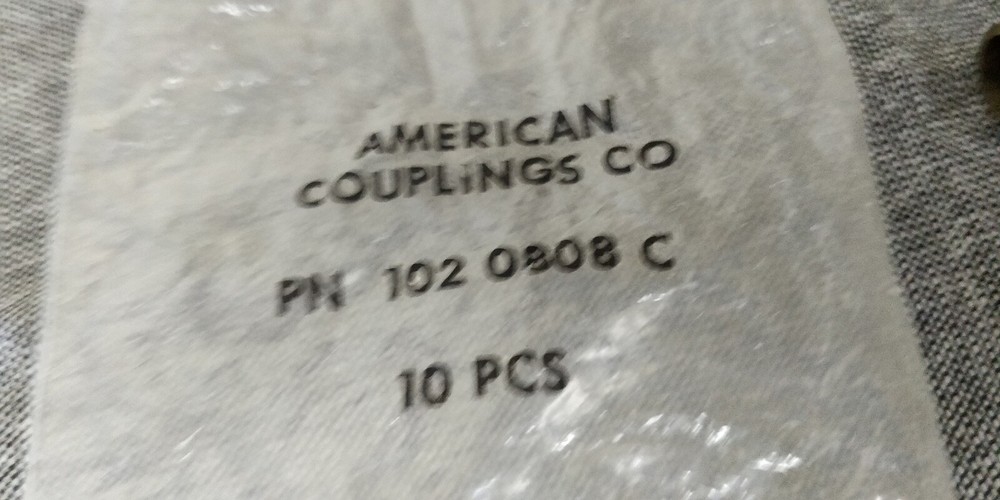 AMERICAN
COUPLINGS CO
PN 102 0808 C
10 PCS